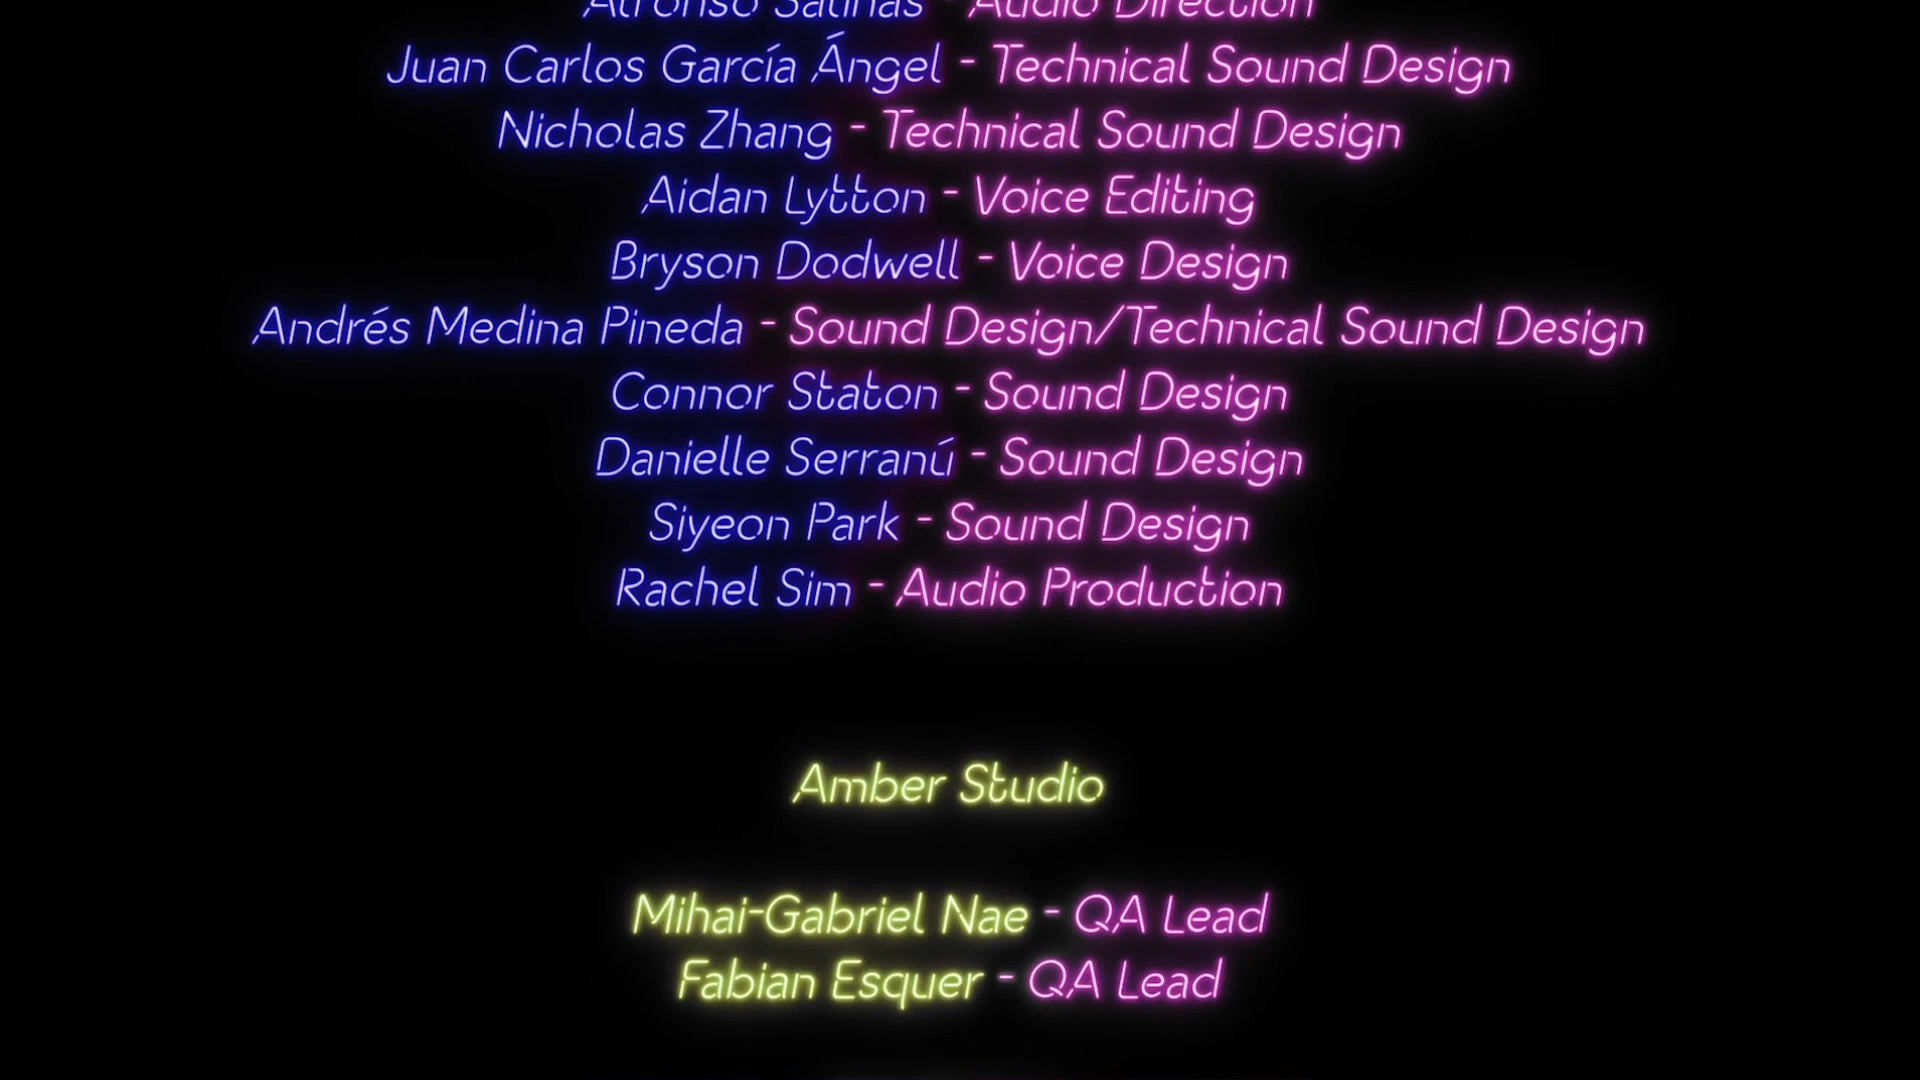 Alfonso Salinas - Audio Direction
Juan Carlos García Ángel - Technical Sound Design
Nicholas Zhang - Technical Sound Design
Aidan Lytton - Voice Editing
Bryson Dodwell - Voice Design
Andrés Medina Pineda - Sound Design/Technical Sound Design
Connor Staton - Sound Design
Danielle Serranú - Sound Design
Siyeon Park - Sound Design
Rachel Sim - Audio Production
Amber Studio
Mihai-Gabriel Nae - QA Lead
Fabian Esquer - QA Lead